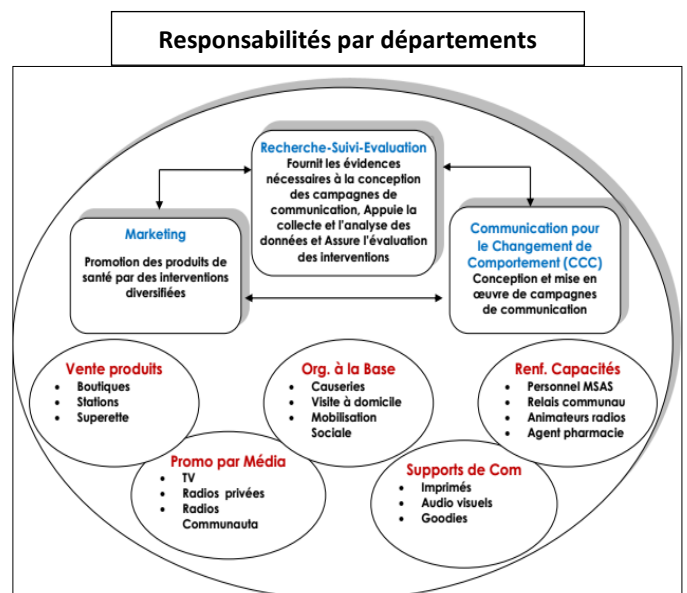 Responsabilités par départements
Recherche-Suivi-Evaluation
Fournit les évidences
nécessaires à la conception
des campagnes de
communication, Appuie la
collecte et l'analyse des
données et Assure l'évaluation
des interventions
Marketing
Promotion des produits de
santé par des interventions
diversifiées
Communication pour
le Changement de
Comportement (CCC)
Conception et mise en
œuvre de campagnes
de communication
Vente produits
• Boutiques
• Stations
• Superette
Org. à la Base
• Causeries
• Visite à domicile
• Mobilisation
Sociale
Renf. Capacités
• Personnel MSAS
• Relais communau
• Animateurs radios
• Agent pharmacie
Promo par Média
• TV
• Radios privées
• Radios
Communauta
Supports de Com
• Imprimés
• Audio visuels
• Goodies